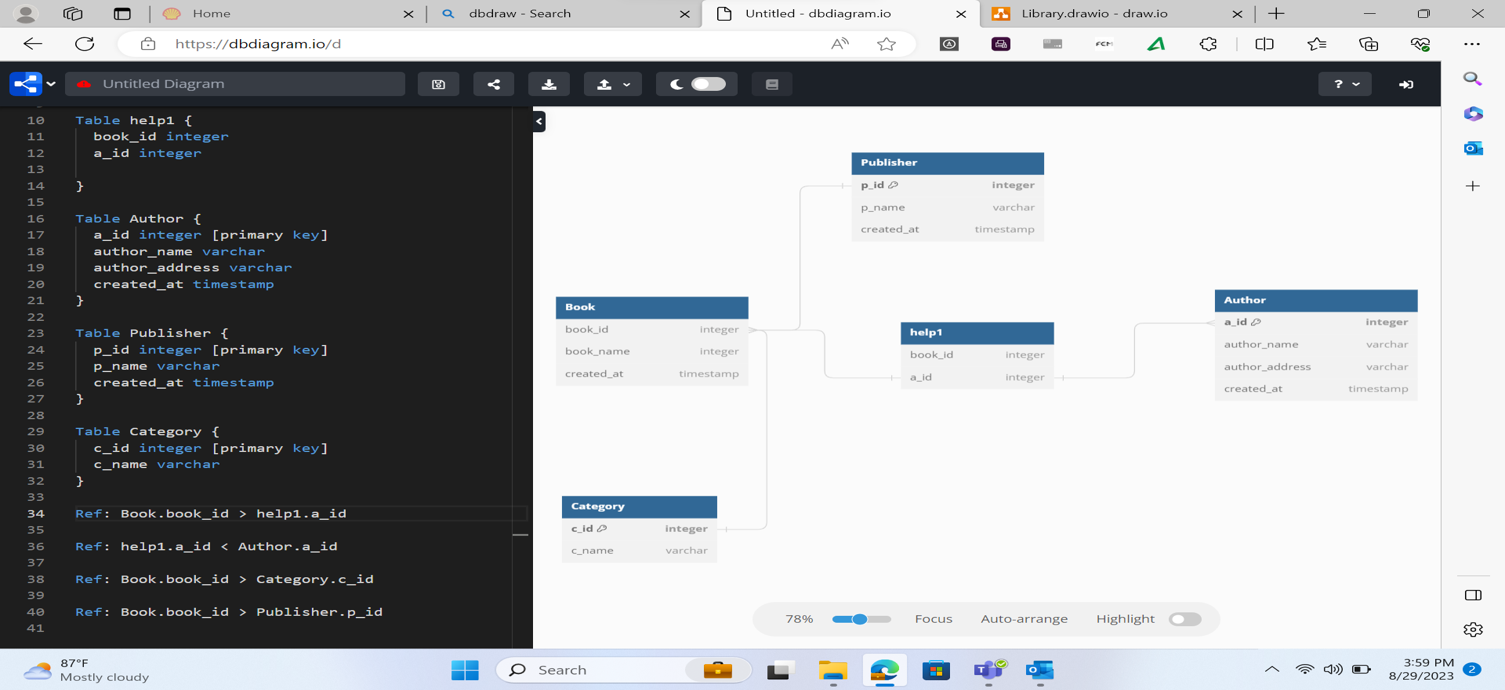 Home
dbdraw - Search
Untitled - dbdiagram.io
Library.drawio - draw.io
https://dbdiagram.io/d
FCM
Untitled Diagram
?
10 Table help1 {
11 book_id integer
12 a_id integer
13
14 }
15
16 Table Author {
17 a_id integer [primary key]
18 author_name varchar
19 author_address varchar
20 created_at timestamp
21 }
22
23 Table Publisher {
24 p_id integer [primary key]
25 p_name varchar
26 created_at timestamp
27 }
28
29 Table Category {
30 c_id integer [primary key]
31 c_name varchar
32 }
33
34 Ref: Book.book_id > help1.a_id
35
36 Ref: help1.a_id < Author.a_id
37
38 Ref: Book.book_id > Category.c_id
39
40 Ref: Book.book_id > Publisher.p_id
41
Publisher
p_id integer
p_name varchar
created_at timestamp
Book
book_id integer
book_name integer
created_at timestamp
help1
book_id integer
a_id integer
Author
a_id integer
author_name varchar
author_address varchar
created_at timestamp
Category
c_id integer
c_name varchar
78% Focus Auto-arrange Highlight
87°F
Mostly cloudy
Search
3:59 PM
8/29/2023
2